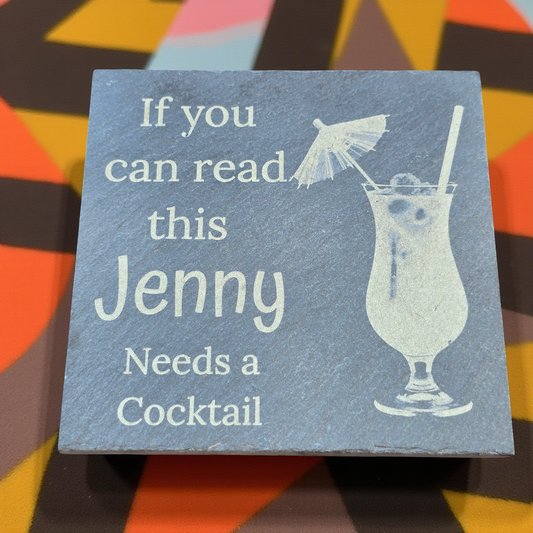 If you
can read
this
Jenny
Needs a
Cocktail